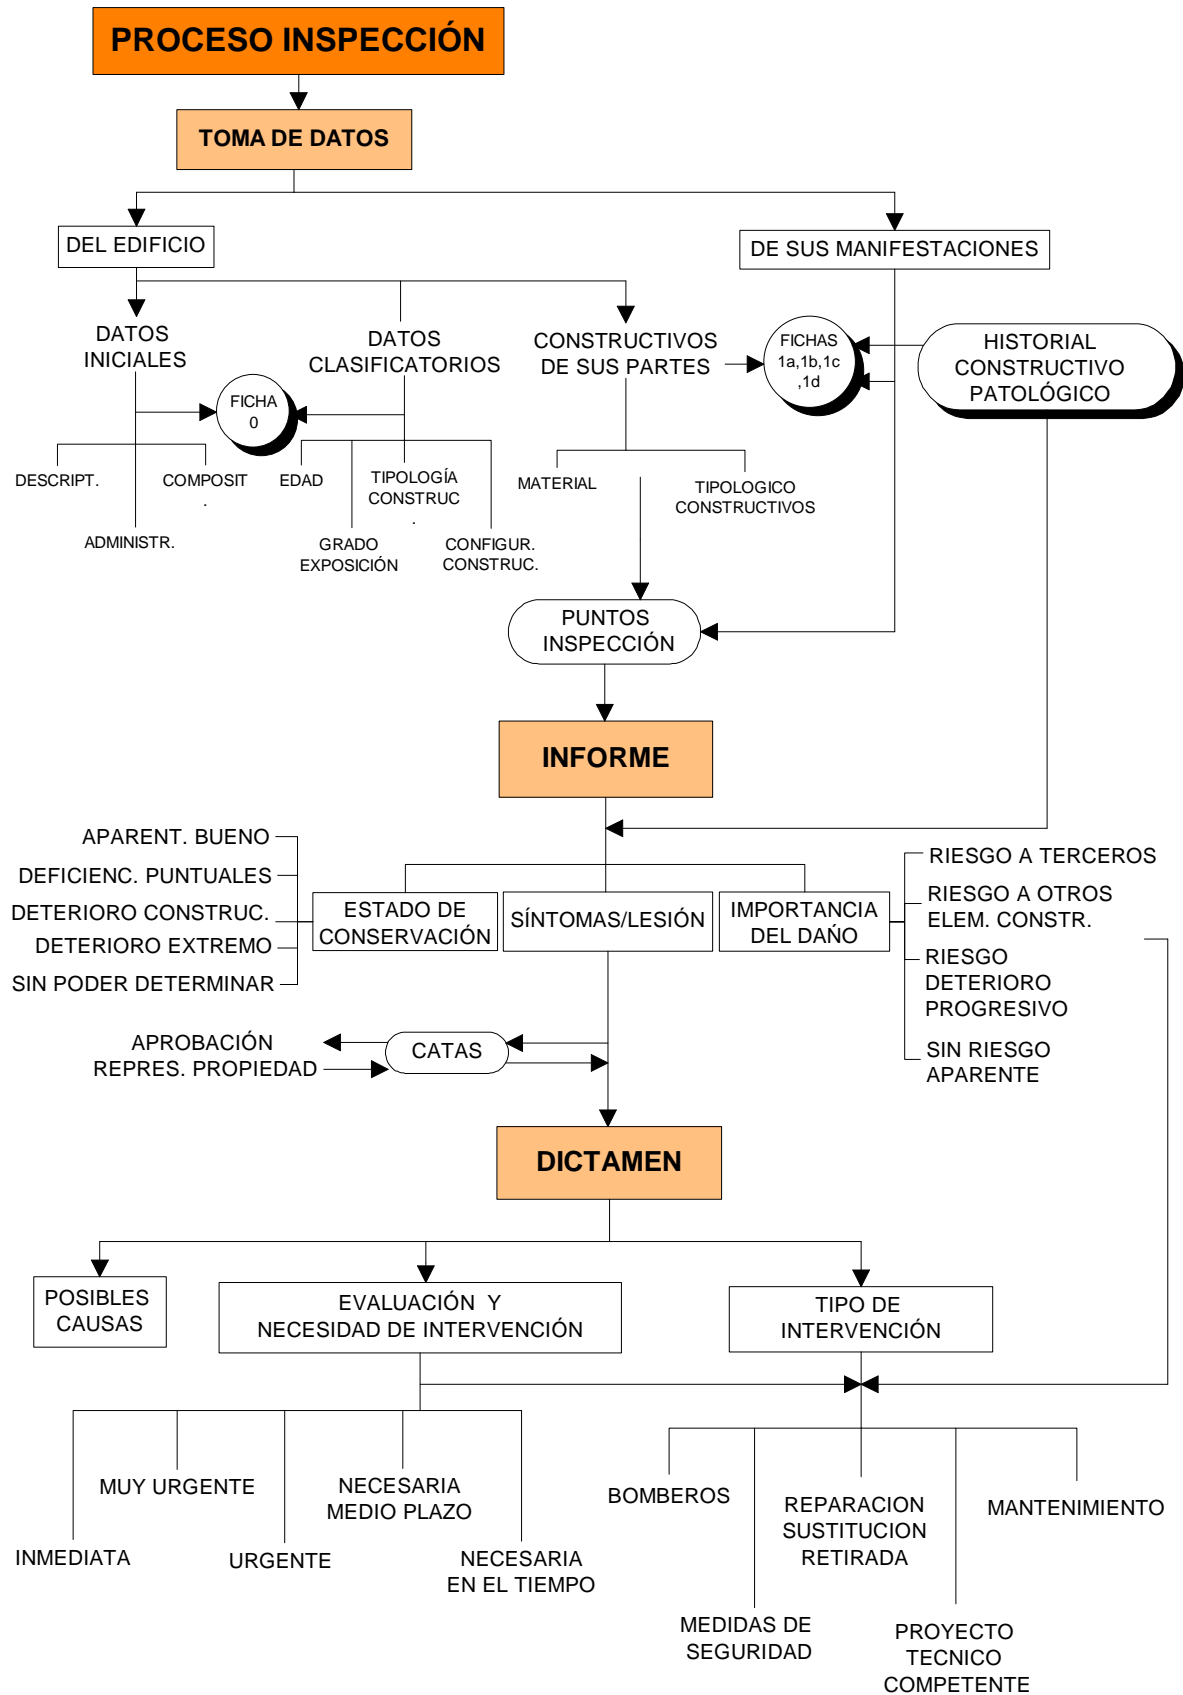 PROCESO INSPECCIÓN
TOMA DE DATOS
DEL EDIFICIO
DE SUS MANIFESTACIONES
DATOS
INICIALES
DATOS
CLASIFICATORIOS
CONSTRUCTIVOS
DE SUS PARTES
FICHAS
1a,1b,1c
,1d
HISTORIAL
CONSTRUCTIVO
PATOLÓGICO
FICHA
0
DESCRIPT.
COMPOSIT
.
ADMINISTR.
EDAD
TIPOLOGÍA
CONSTRUC
.
GRADO
EXPOSICIÓN
CONFIGUR.
CONSTRUC.
MATERIAL
TIPOLOGICO
CONSTRUCTIVOS
PUNTOS
INSPECCIÓN
INFORME
APARENT. BUENO
DEFICIENC. PUNTUALES
DETERIORO CONSTRUC.
DETERIORO EXTREMO
SIN PODER DETERMINAR
ESTADO DE
CONSERVACIÓN
SÍNTOMAS/LESIÓN
IMPORTANCIA
DEL DAÑO
RIESGO A TERCEROS
RIESGO A OTROS
ELEM. CONSTR.
RIESGO
DETERIORO
PROGRESIVO
SIN RIESGO
APARENTE
APROBACIÓN
REPRES. PROPIEDAD
CATAS
DICTAMEN
POSIBLES
CAUSAS
EVALUACIÓN Y
NECESIDAD DE INTERVENCIÓN
TIPO DE
INTERVENCIÓN
INMEDIATA
MUY URGENTE
URGENTE
NECESARIA
MEDIO PLAZO
NECESARIA
EN EL TIEMPO
BOMBEROS
MEDIDAS DE
SEGURIDAD
REPARACION
SUSTITUCION
RETIRADA
PROYECTO
TECNICO
COMPETENTE
MANTENIMIENTO